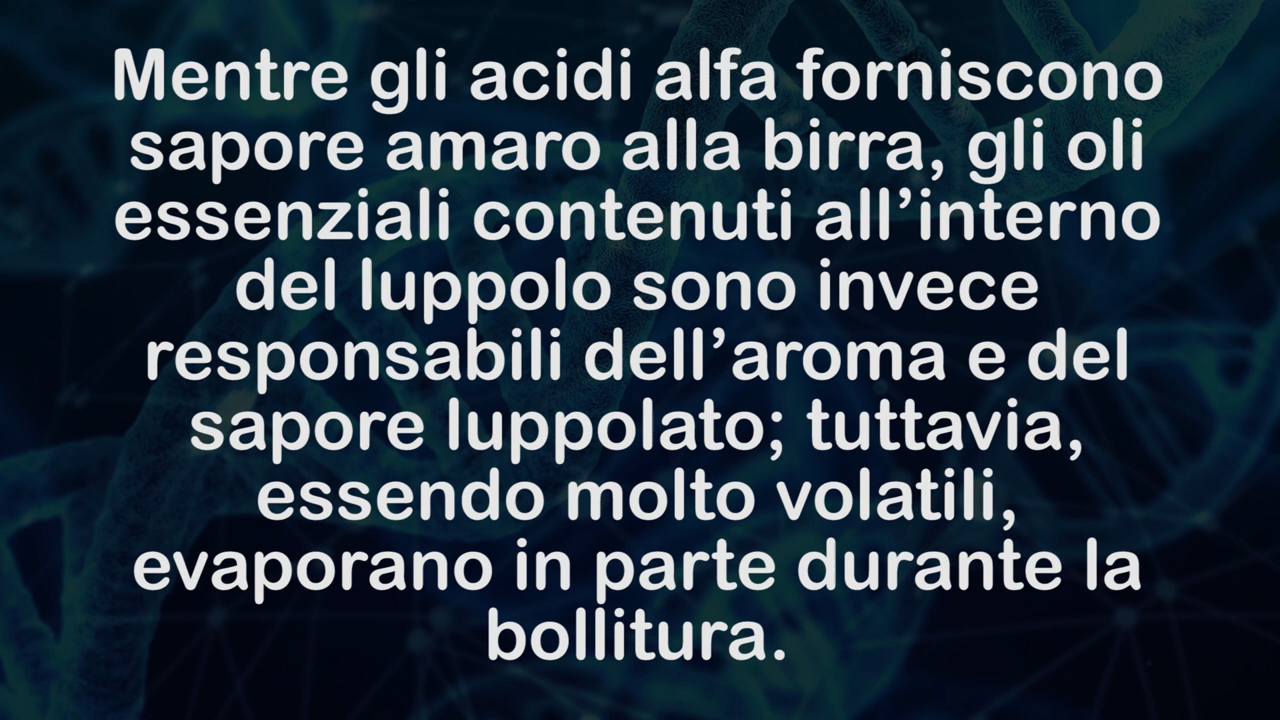 Mentre gli acidi alfa forniscono
sapore amaro alla birra, gli oli
essenziali contenuti all’interno
del luppolo sono invece
responsabili dell’aroma e del
sapore luppolato; tuttavia,
essendo molto volatili,
evaporano in parte durante la
bollitura.